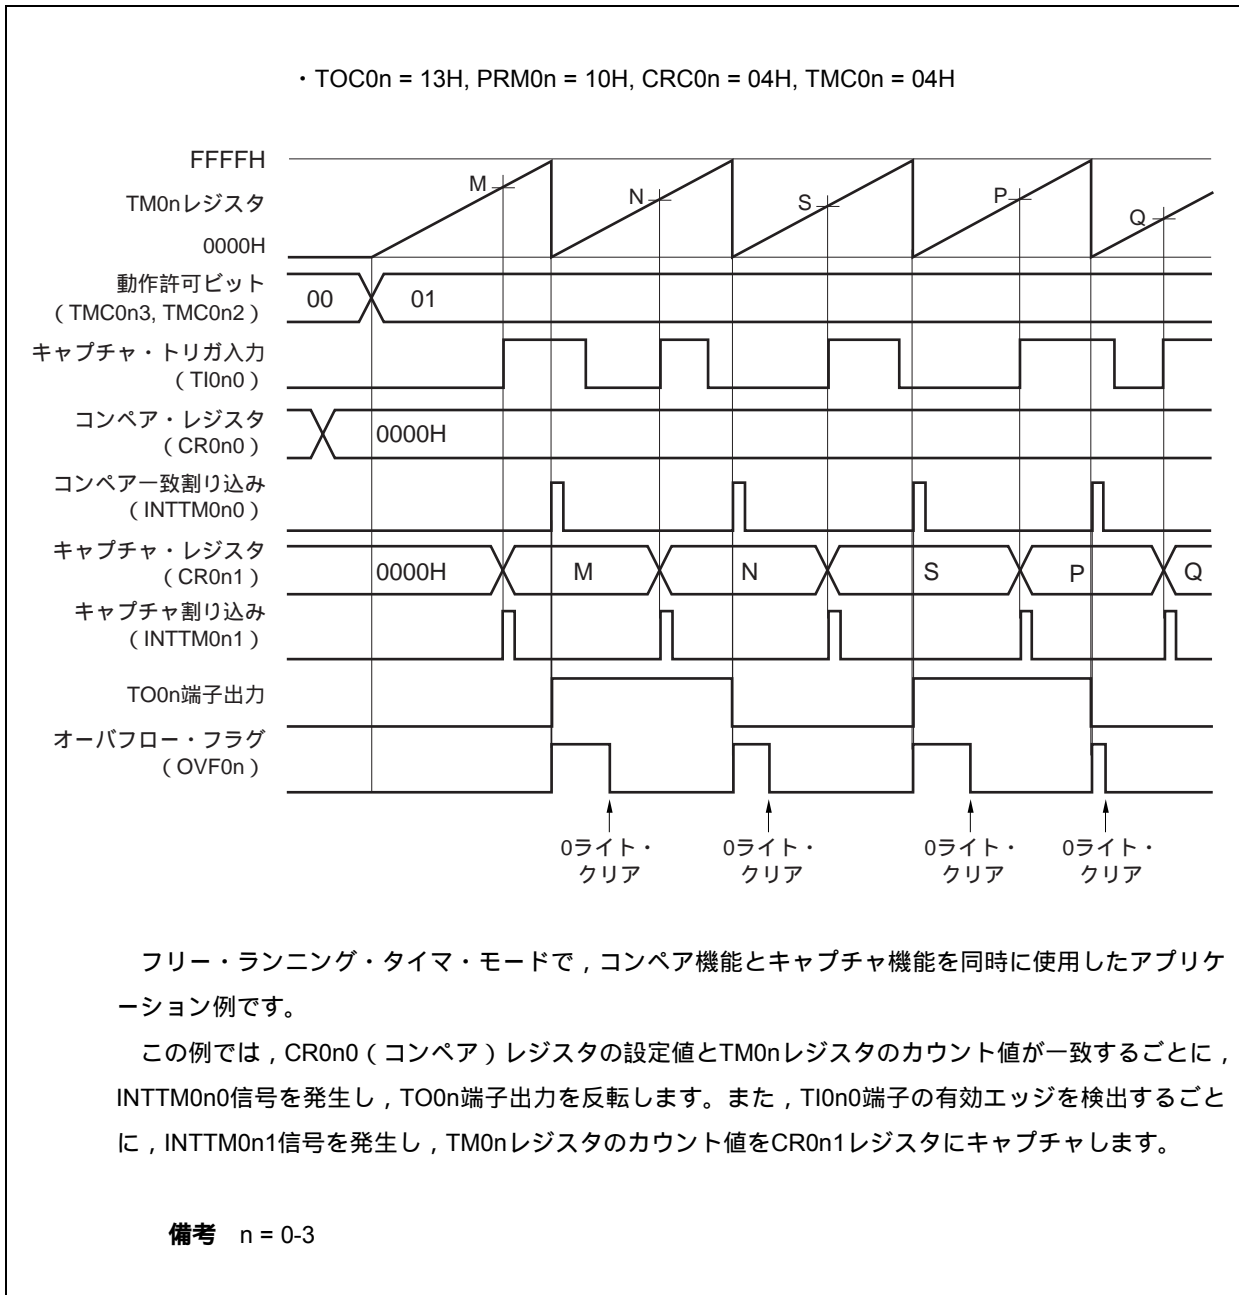 ・TOC0n = 13H, PRM0n = 10H, CRC0n = 04H, TMC0n = 04H
FFFFH
TM0nレジスタ
0000H
M
N
S
P
Q
動作許可ビット
（TMC0n3, TMC0n2）
00
01
キャプチャ・トリガ入力
（TI0n0）
コンペア・レジスタ
（CR0n0）
0000H
コンペア一致割り込み
（INTTM0n0）
キャプチャ・レジスタ
（CR0n1）
0000H
M
N
S
P
Q
キャプチャ割り込み
（INTTM0n1）
TO0n端子出力
オーバフロー・フラグ
（OVF0n）
0ライト・
クリア
0ライト・
クリア
0ライト・
クリア
0ライト・
クリア
フリー・ランニング・タイマ・モードで，コンペア機能とキャプチャ機能を同時に使用したアプリケ
ーション例です。
この例では，CR0n0（コンペア）レジスタの設定値とTM0nレジスタのカウント値が一致するごとに，
INTTM0n0信号を発生し，TO0n端子出力を反転します。また，TI0n0端子の有効エッジを検出するごと
に，INTTM0n1信号を発生し，TM0nレジスタのカウント値をCR0n1レジスタにキャプチャします。
備考 n = 0-3